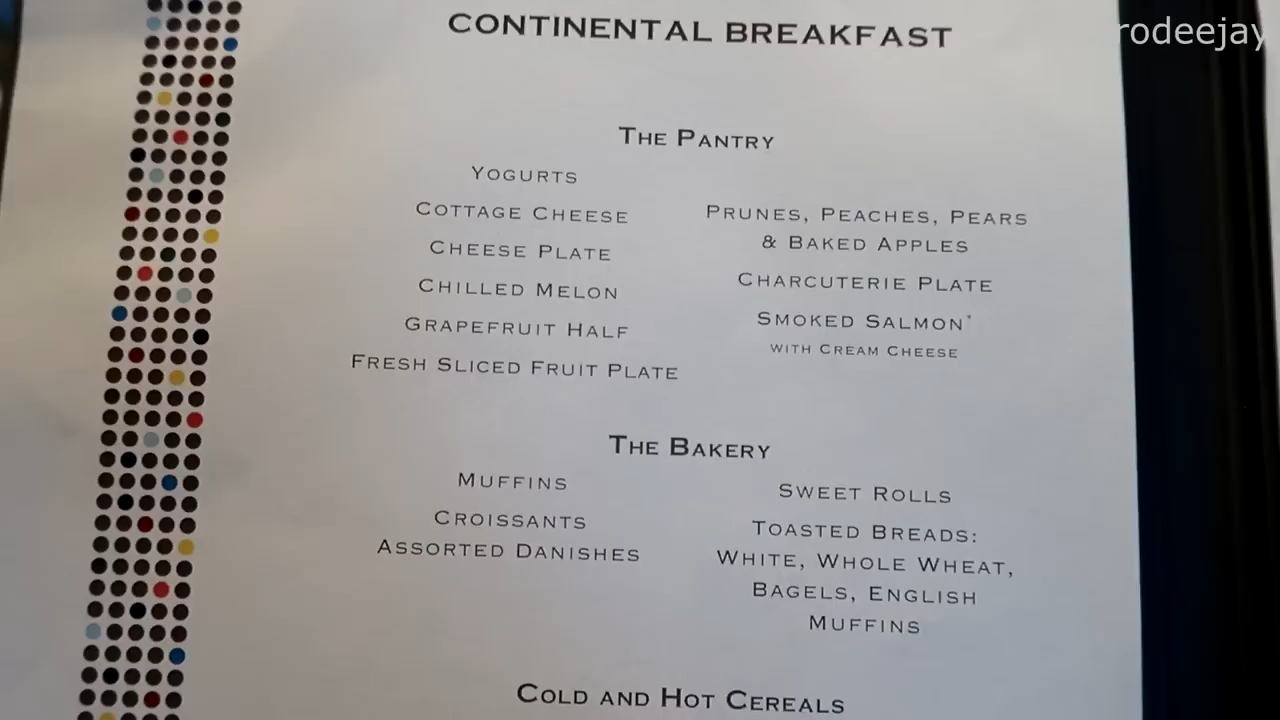 CONTINENTAL BREAKFAST
rodeejay
THE PANTRY
YOGURTS
COTTAGE CHEESE
CHEESE PLATE
CHILLED MELON
GRAPEFRUIT HALF
FRESH SLICED FRUIT PLATE
PRUNES, PEACHES, PEARS
& BAKED APPLES
CHARCUTERIE PLATE
SMOKED SALMON*
WITH CREAM CHEESE
THE BAKERY
MUFFINS
CROISSANTS
ASSORTED DANISHES
SWEET ROLLS
TOASTED BREADS:
WHITE, WHOLE WHEAT,
BAGELS, ENGLISH
MUFFINS
COLD AND HOT CEREALS